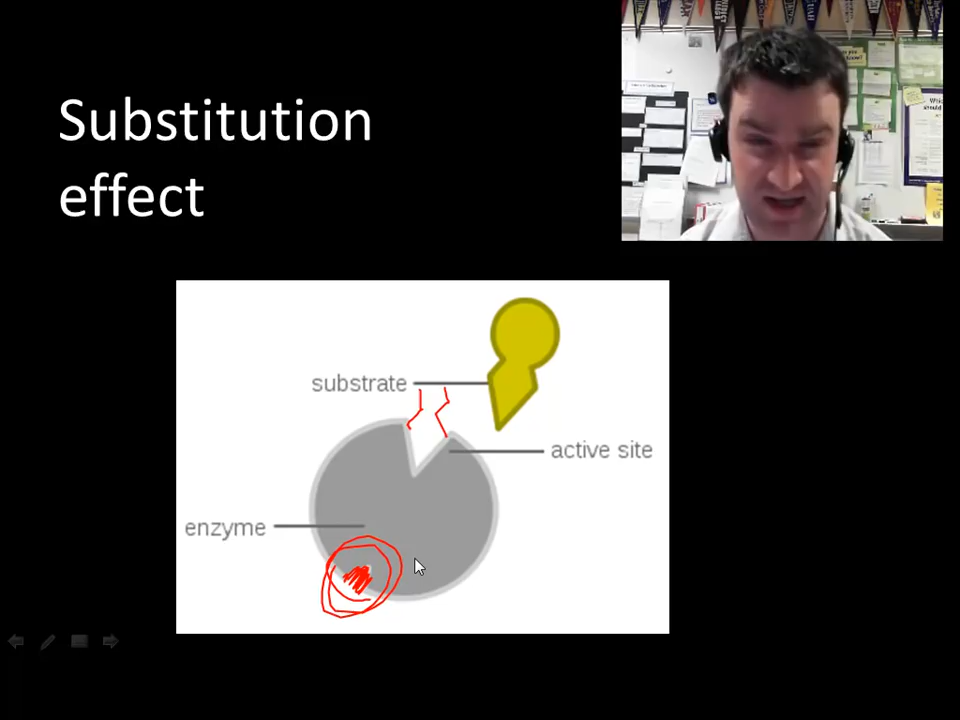 Substitution
effect
substrate
active site
enzyme